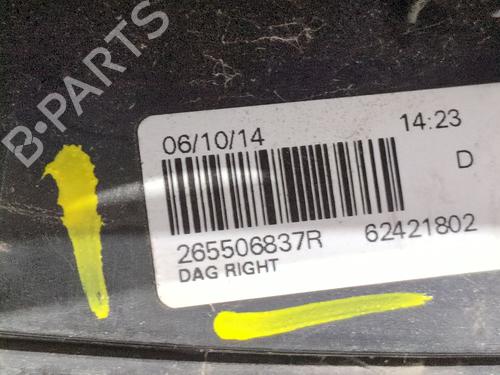 B-PARTS
06/10/14 14:23
D
265506837R 62421802
DAG RIGHT